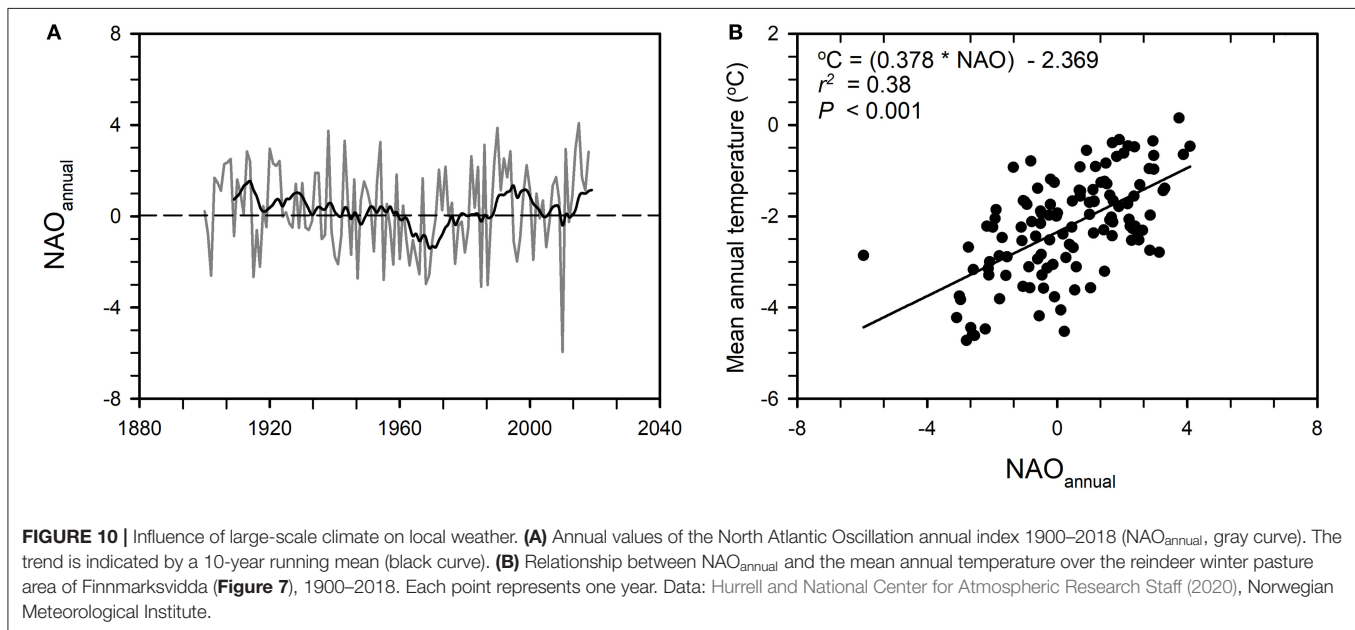 A
8
4
0
-4
-8
NAOannual
1880
1920
1960
2000
2040
B
ºC = (0.378 * NAO) - 2.369
r² = 0.38
P < 0.001
2
0
-2
-4
-6
Mean annual temperature (ºC)
-8
-4
0
4
8
NAOannual
FIGURE 10 | Influence of large-scale climate on local weather. (A) Annual values of the North Atlantic Oscillation annual index 1900–2018 (NAOannual, gray curve). The
trend is indicated by a 10-year running mean (black curve). (B) Relationship between NAOannual and the mean annual temperature over the reindeer winter pasture
area of Finnmarksvidda (Figure 7), 1900–2018. Each point represents one year. Data: Hurrell and National Center for Atmospheric Research Staff (2020), Norwegian
Meteorological Institute.